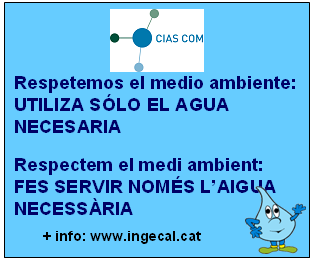 CIAS COM
Respetemos el medio ambiente:
UTILIZA SÓLO EL AGUA
NECESARIA
Respectem el medi ambient:
FES SERVIR NOMÉS L'AIGUA
NECESSÀRIA
+ info: www.ingecal.cat